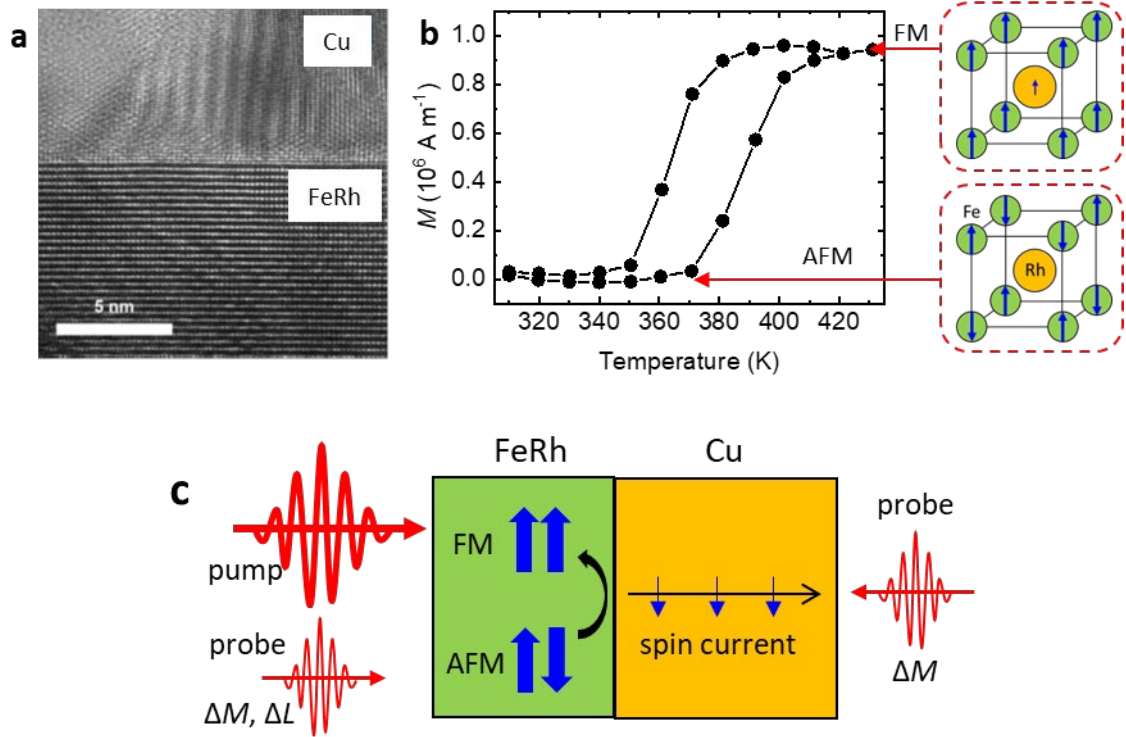 a
Cu
FeRh
5 nm
b
M (10⁶ A m⁻¹)
1.0
0.8
0.6
0.4
0.2
0.0
320 340 360 380 400 420
Temperature (K)
FM
AFM
Fe
Rh
c
FeRh
Cu
pump
probe
ΔM, ΔL
FM
AFM
spin current
probe
ΔM